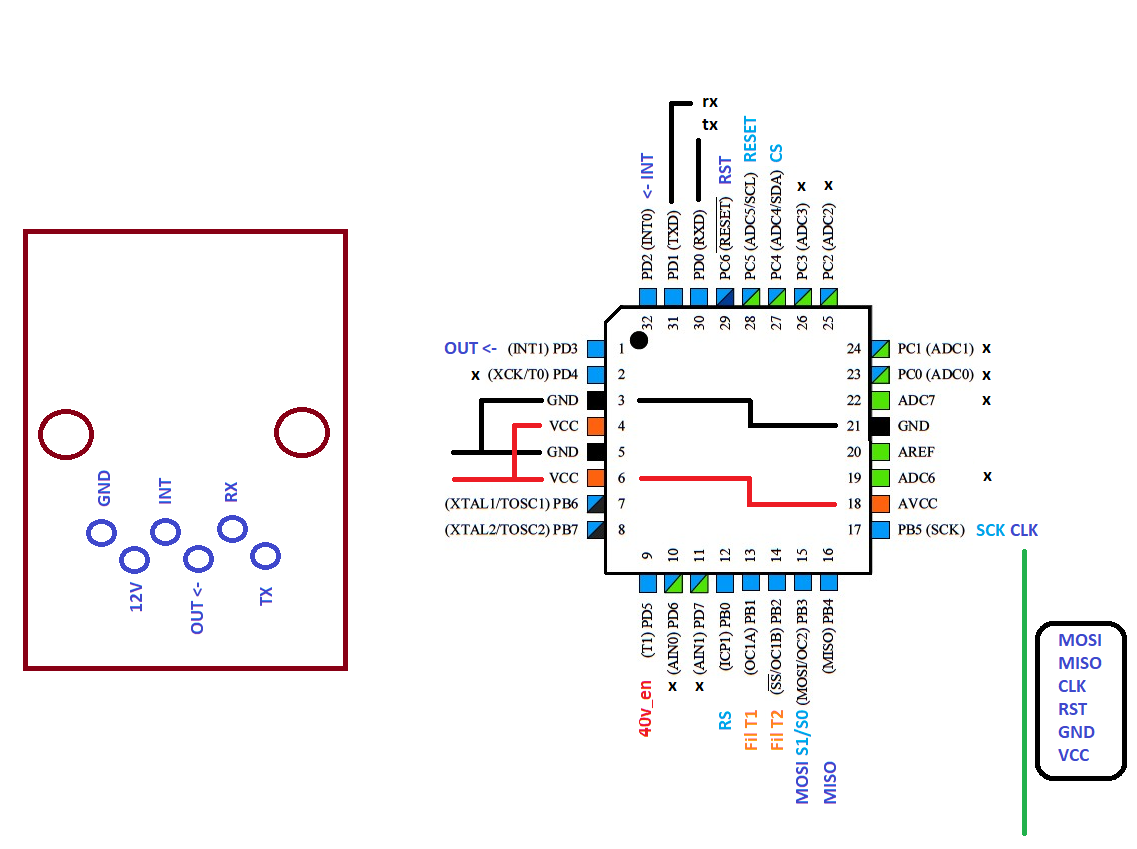 rx
tx
PD2 (INT0) <- INT
PD1 (TXD)
PD0 (RXD)
PC6 (RESET) RST
PC5 (ADC5/SCL) RESET
PC4 (ADC4/SDA) CS
PC3 (ADC3) x
PC2 (ADC2) x
32 31 30 29 28 27 26 25
OUT <- (INT1) PD3 1
x (XCK/T0) PD4 2
GND 3
VCC 4
GND 5
VCC 6
(XTAL1/TOSC1) PB6 7
(XTAL2/TOSC2) PB7 8
24 PC1 (ADC1) x
23 PC0 (ADC0) x
22 ADC7 x
21 GND
20 AREF
19 ADC6 x
18 AVCC
17 PB5 (SCK) SCK CLK
9 10 11 12 13 14 15 16
40v_en (T1) PD5
x (AIN0) PD6
x (AIN1) PD7
RS (ICP1) PB0
Fil T1 (OC1A) PB1
Fil T2 (SS/OC1B) PB2
MOSI S1/S0 (MOSI/OC2) PB3
MISO (MISO) PB4
GND
12V
INT
OUT <-
RX
TX
MOSI
MISO
CLK
RST
GND
VCC